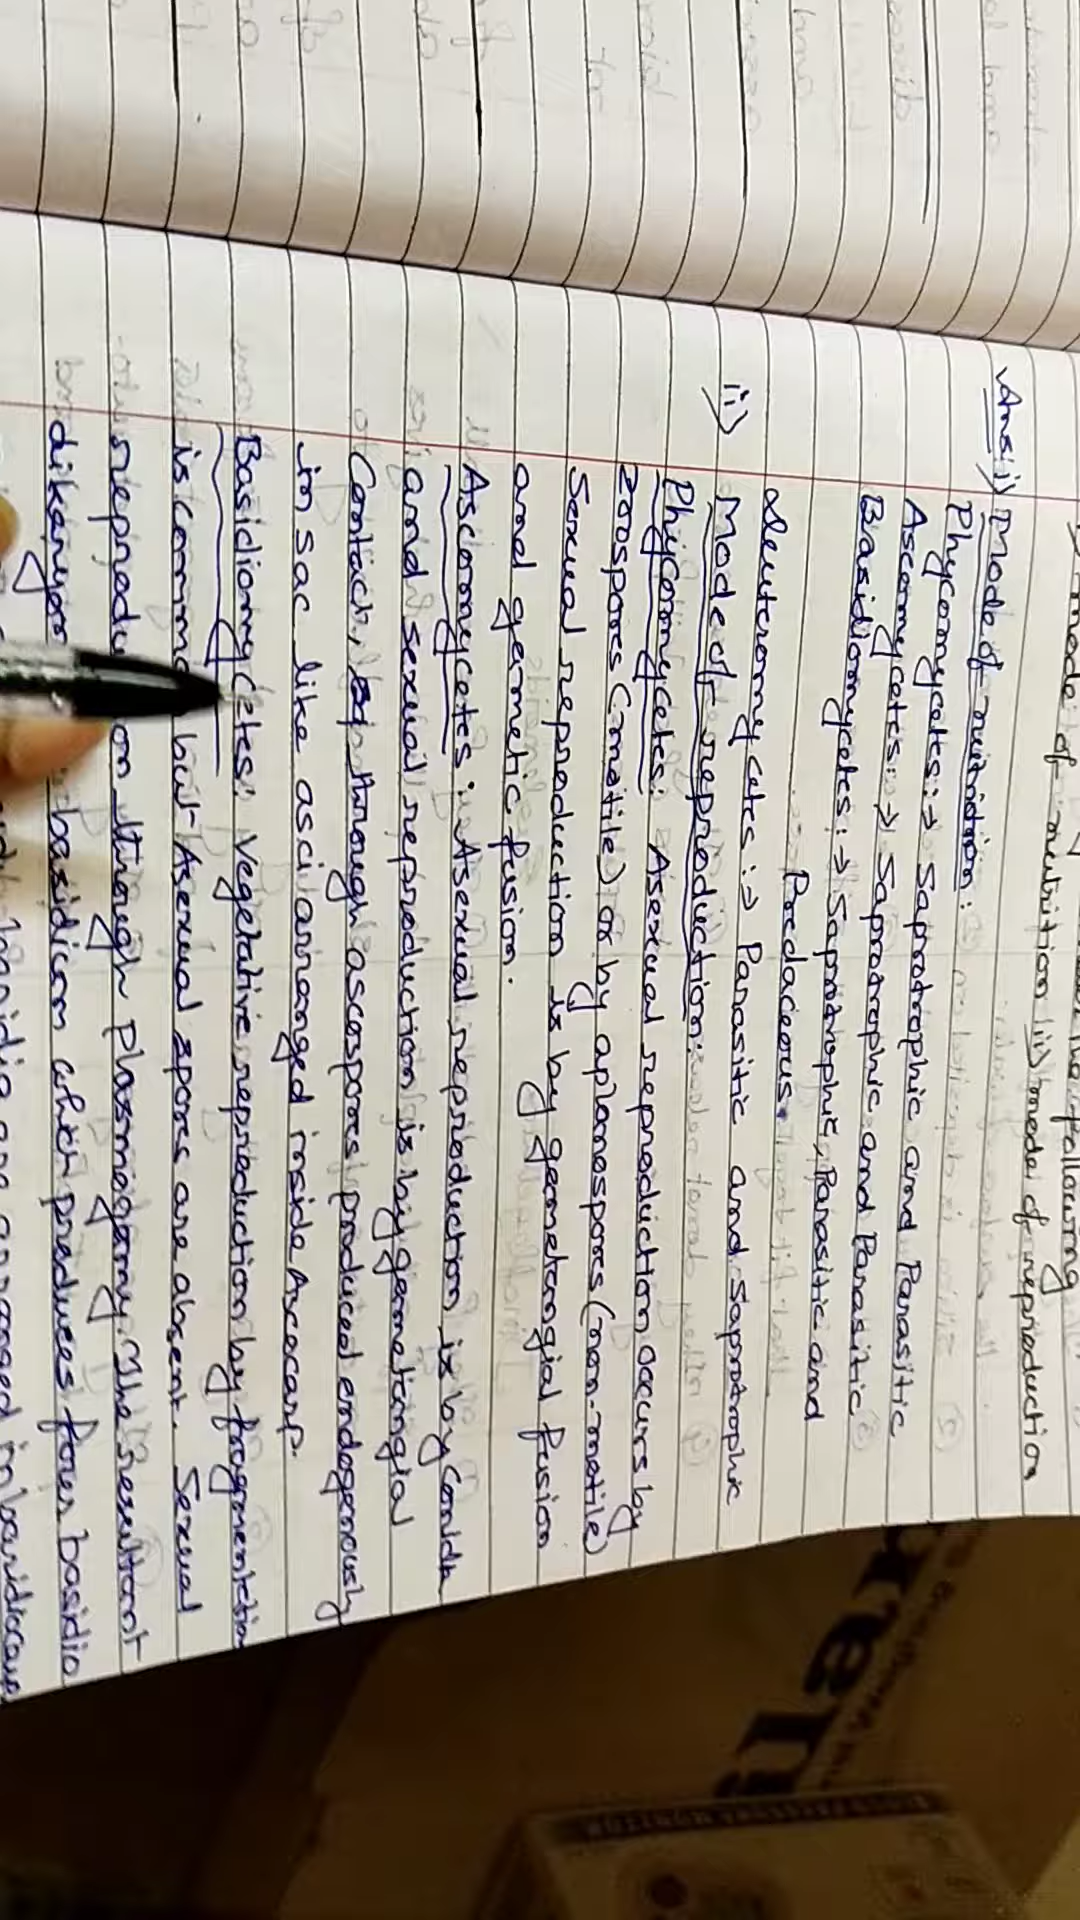 mode of nutrition ii) mode of reproduction
following
Ans i) Mode of nutrition:
Phycomycetes:→ Saprotrophic and Parasitic
Ascomycetes:→ Saprotrophic and Parasitic
Basidiomycetes:→ Saprotrophic, Parasitic and
Predaceous.
Deuteromycetes:→ Parasitic and Saprotrophic
ii) Mode of reproduction:
Phycomycetes: Asexual reproduction occurs by
zoospores (motile) or by aplanospores (non-motile)
Sexual reproduction is by gemetangial fusion
and gametic fusion.
Ascomycetes: Asexual reproduction is by Conidia
and sexual reproduction is by gametangial
Contact, through ascospores produced endogenously
in sac like asci arranged inside Ascocarp.
Basidiomycetes: Vegetative reproduction by fragmentation
is common but Asexual spores are absent. Sexual
through Plasmogamy. The resultant
basidium which produces four basidio
arranged in basidiocarp